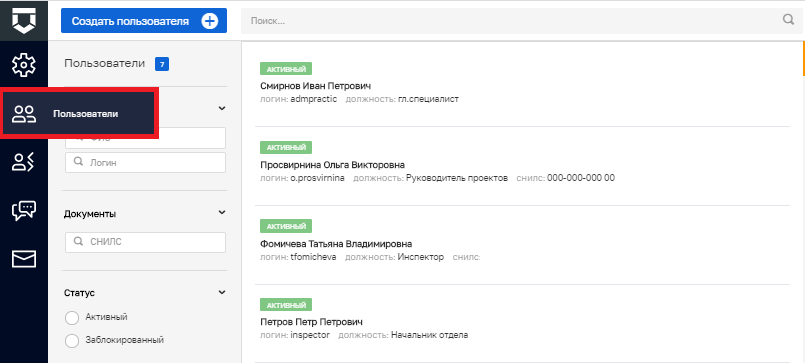 Создать пользователя
Поиск...
Пользователи 7
Пользователи
Логин
Документы
СНИЛС
Статус
Активный
Заблокированный
АКТИВНЫЙ
Смирнов Иван Петрович
логин: admpractic должность: гл.специалист
АКТИВНЫЙ
Просвирнина Ольга Викторовна
логин: o.prosvirnina должность: Руководитель проектов снилс: 000-000-000 00
АКТИВНЫЙ
Фомичева Татьяна Владимировна
логин: tfomicheva должность: Инспектор снилс:
АКТИВНЫЙ
Петров Петр Петрович
логин: inspector должность: Начальник отдела